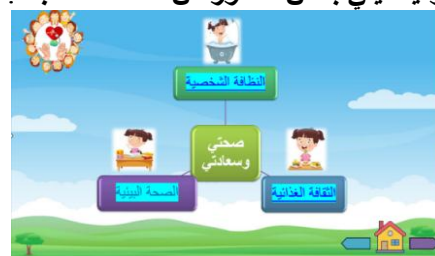 النظافة الشخصية
صحتي
وسعادتي
الثقافة الغذائية
الصحة البيئية